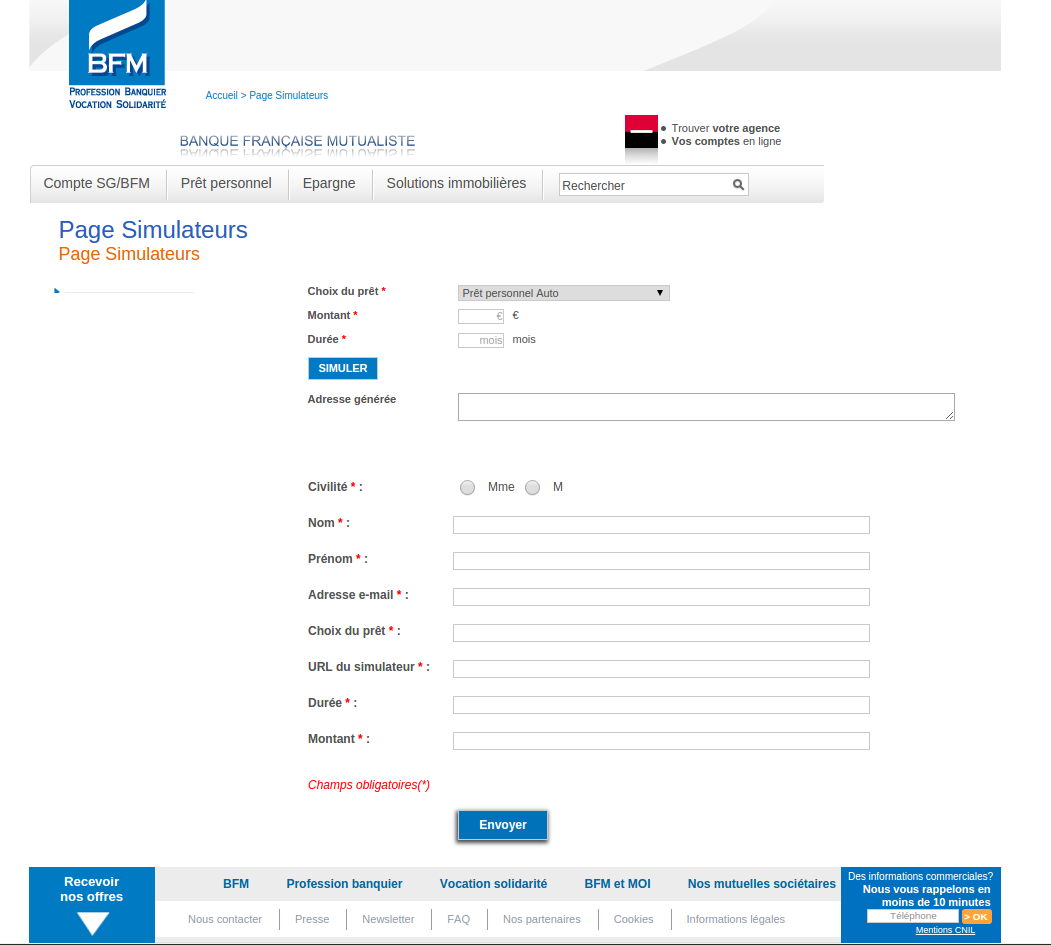 BFM
PROFESSION BANQUIER
VOCATION SOLIDARITÉ
Accueil > Page Simulateurs
BANQUE FRANÇAISE MUTUALISTE
Trouver votre agence
Vos comptes en ligne
Compte SG/BFM
Prêt personnel
Epargne
Solutions immobilières
Rechercher
Page Simulateurs
Page Simulateurs
Choix du prêt *
Prêt personnel Auto
Montant *
€ €
Durée *
mois mois
SIMULER
Adresse générée
Civilité * :
Mme
M
Nom * :
Prénom * :
Adresse e-mail * :
Choix du prêt * :
URL du simulateur * :
Durée * :
Montant * :
Champs obligatoires(*)
Envoyer
Recevoir
nos offres
BFM
Profession banquier
Vocation solidarité
BFM et MOI
Nos mutuelles sociétaires
Nous contacter
Presse
Newsletter
FAQ
Nos partenaires
Cookies
Informations légales
Des informations commerciales?
Nous vous rappelons en
moins de 10 minutes
Téléphone
> OK
Mentions CNIL